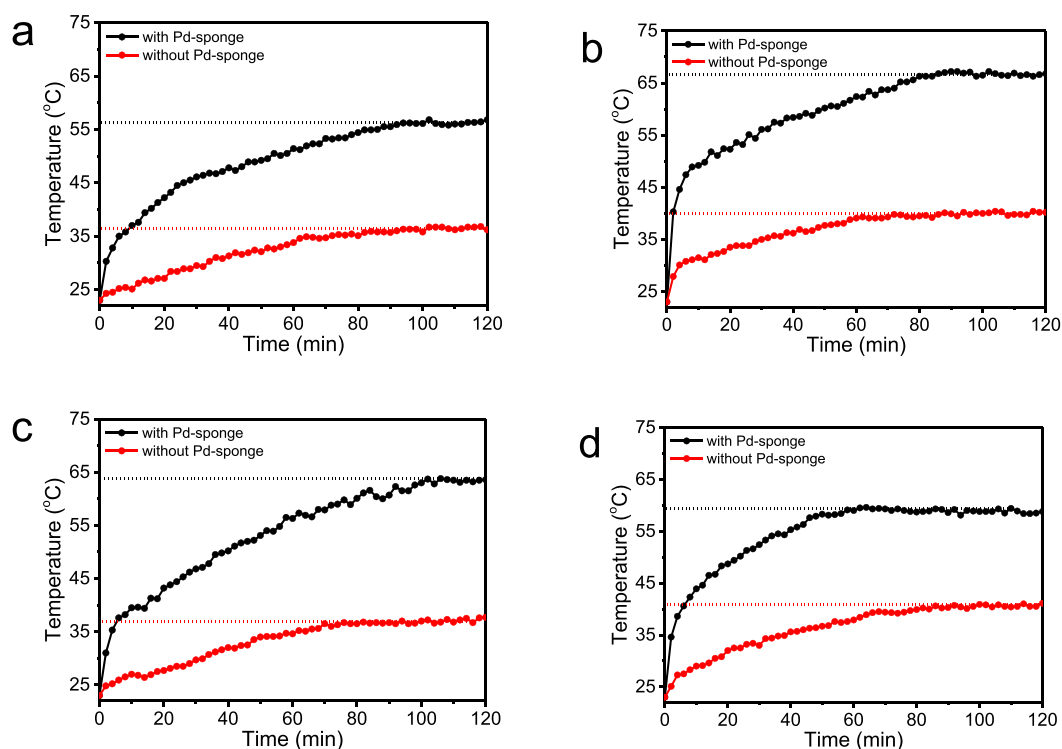 a
75
65
55
45
35
25
Temperature (°C)
with Pd-sponge
without Pd-sponge
0 20 40 60 80 100 120
Time (min)
b
75
65
55
45
35
25
Temperature (°C)
with Pd-sponge
without Pd-sponge
0 20 40 60 80 100 120
Time (min)
c
75
65
55
45
35
25
Temperature (°C)
with Pd-sponge
without Pd-sponge
0 20 40 60 80 100 120
Time (min)
d
75
65
55
45
35
25
Temperature (°C)
with Pd-sponge
without Pd-sponge
0 20 40 60 80 100 120
Time (min)